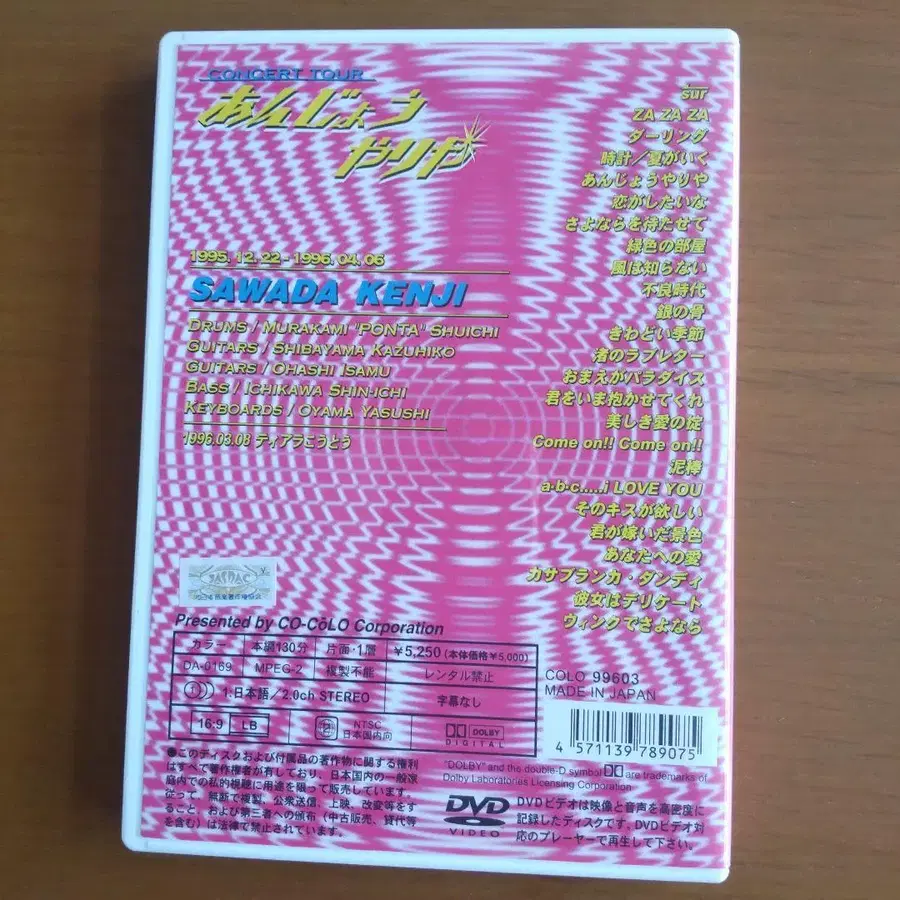 CONCERT TOUR
あんじょう
やりや
1995. 12. 22 - 1996. 04. 06
SAWADA KENJI
DRUMS / MURAKAMI "PONTA" SHUICHI
GUITARS / SHIBAYAMA KAZUHIKO
GUITARS / OHASHI ISAMU
BASS / ICHIKAWA SHIN-ICHI
KEYBOARDS / OYAMA YASUSHI
1996.03.08 ティアラこうとう
sur
ZA ZA ZA
ダーリング
時計/夏がいく
あんじょうやりや
恋がしたいな
さよならを待たせて
緑色の部屋
風は知らない
不良時代
銀の骨
きわどい季節
渚のラブレター
おまえがパラダイス
君をいま抱かせてくれ
美しき愛の掟
Come on!! Come on!!
泥棒
a·b·c.....i LOVE YOU
そのキスが欲しい
君が嫁いだ景色
あなたへの愛
カサブランカ・ダンディ
彼女はデリケート
ウィンクでさよなら
JASRAC
Presented by CO-CōLO Corporation
カラー 本編130分 片面・1層 ¥5,250 (本体価格¥5,000)
DA-0169 MPEG-2 複製不能 レンタル禁止
1:日本語/2.0ch STEREO 字幕なし
16:9 LB NTSC 日本国内向 DOLBY DIGITAL
COLO 99603
MADE IN JAPAN
4 571139 789075
"DOLBY" and the double-D symbol are trademarks of
Dolby Laboratories Licensing Corporation
●このディスクおよび付属品の著作物に関する権利
はすべて著作権者が有しており、日本国内の一般家
庭内での私的視聴に用途を限って販売しています。
従って、無断で複製、公衆送信、上映、改変等をす
ること、および第三者への頒布(中古販売、貸代等
を含む)は法律で禁止されています。
DVD VIDEO
DVDビデオは映像と音声を高密度に
記録したディスクです。DVDビデオ対
応のプレーヤーで再生して下さい。